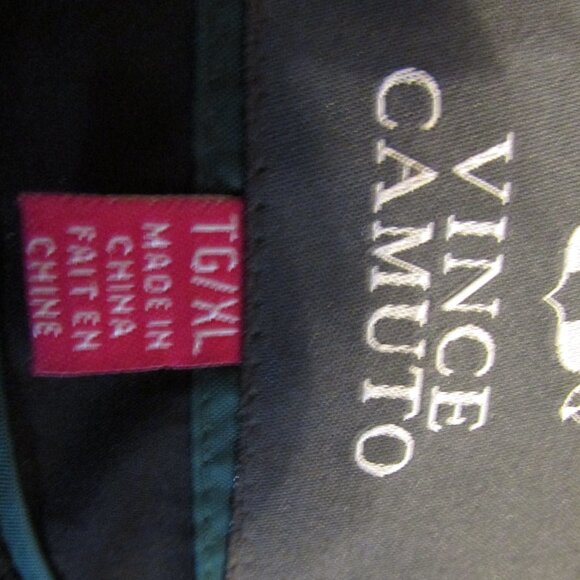 VINCE
CAMUTO
TG/XL
MADE IN
CHINA
FAIT EN
CHINE